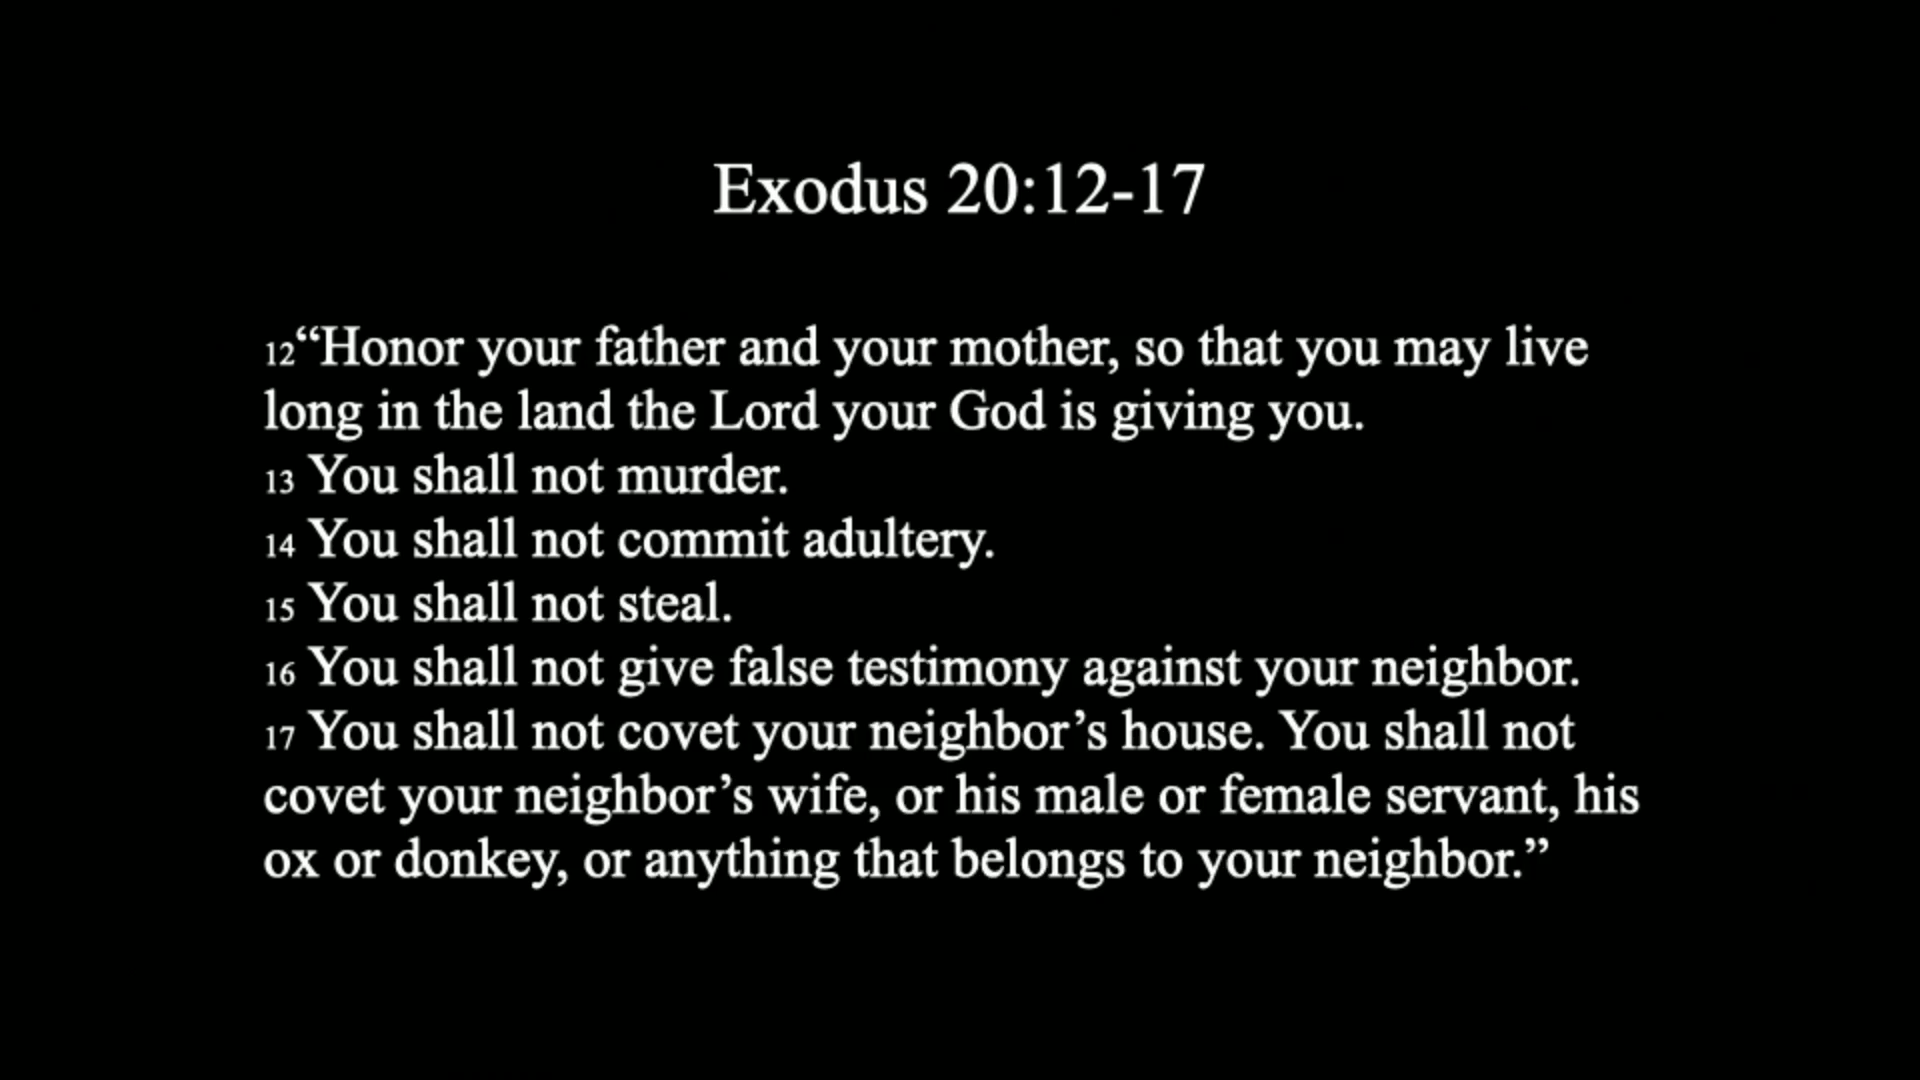 Exodus 20:12-17
12“Honor your father and your mother, so that you may live
long in the land the Lord your God is giving you.
13 You shall not murder.
14 You shall not commit adultery.
15 You shall not steal.
16 You shall not give false testimony against your neighbor.
17 You shall not covet your neighbor’s house. You shall not
covet your neighbor’s wife, or his male or female servant, his
ox or donkey, or anything that belongs to your neighbor.”